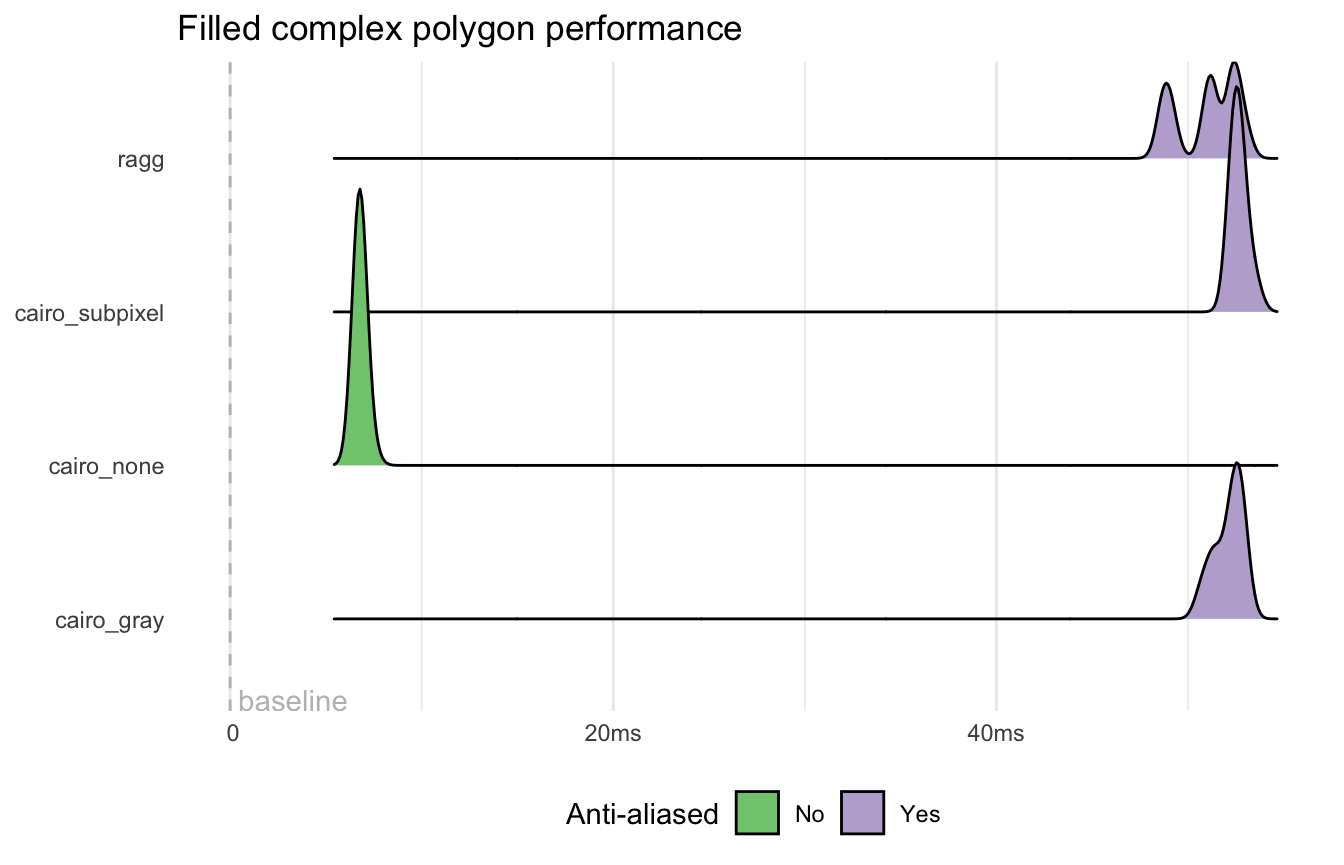 Filled complex polygon performance
ragg
cairo_subpixel
cairo_none
cairo_gray
baseline
0 20ms 40ms
Anti-aliased No Yes